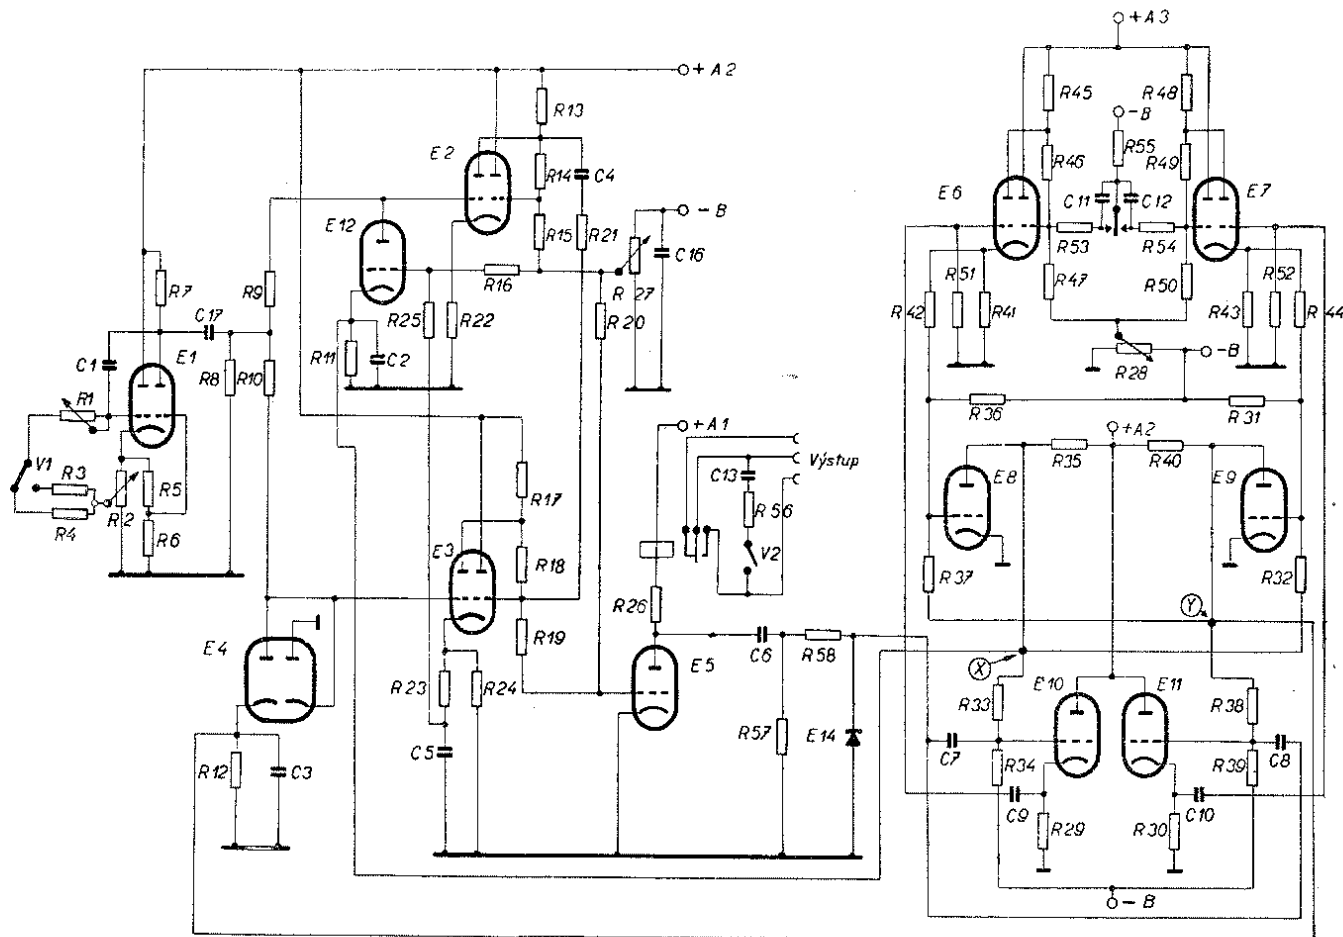 + A3
+ A2
R13
R45
R48
- B
E2
R55
R14
C4
R46
R49
E6
C11
C12
E7
E12
- B
R15
R21
C16
R53
R54
R7
R9
R16
R27
R51
R47
R50
R52
C17
R25
R22
R20
R42
R41
R43
R44
C1
E1
R11
C2
- B
R8
R10
R28
R1
R36
R31
+ A1
+ A2
V1
R3
Výstup
R35
R40
C13
E8
E9
R5
R17
R56
R4
R2
R6
E3
V2
R18
R37
R32
R26
Y
E4
R19
X
E5
C6
R58
R23
R24
R33
E10
E11
R38
R57
E14
C5
C7
R34
R39
C8
R12
C3
C9
C10
R29
R30
- B